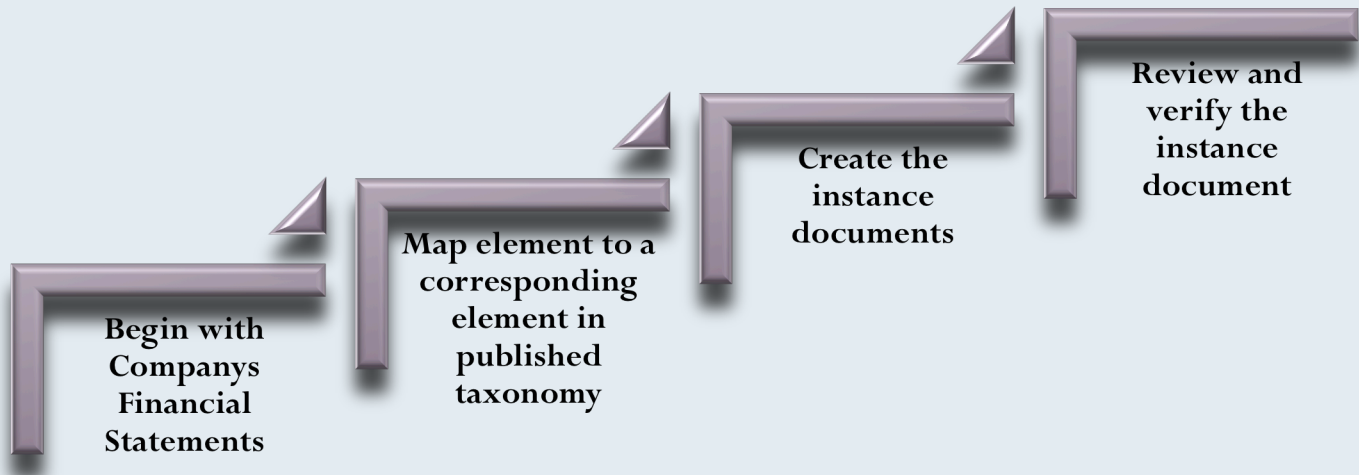 Begin with
Companys
Financial
Statements
Map element to a
corresponding
element in
published
taxonomy
Create the
instance
documents
Review and
verify the
instance
document